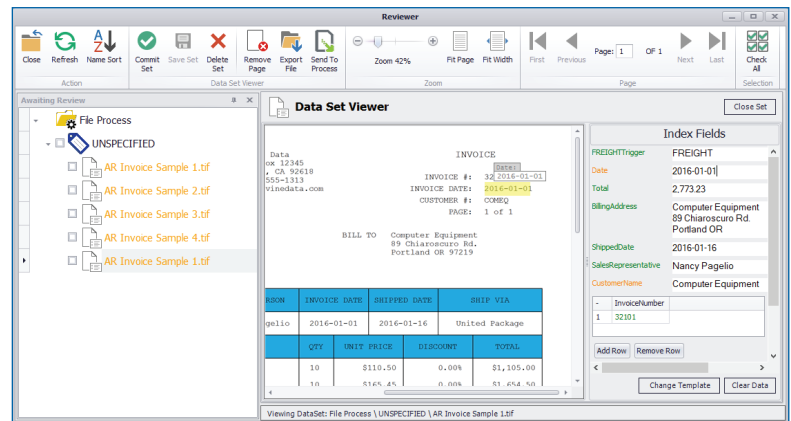 Reviewer
Close
Refresh
Name Sort
Commit Set
Save Set
Delete Set
Remove Page
Export File
Send To Process
Zoom 42%
Fit Page
Fit Width
First
Previous
Page: 1 OF 1
Next
Last
Check All
Action
Data Set Viewer
Zoom
Page
Selection
Awaiting Review
File Process
UNSPECIFIED
AR Invoice Sample 1.tif
AR Invoice Sample 2.tif
AR Invoice Sample 3.tif
AR Invoice Sample 4.tif
AR Invoice Sample 1.tif
Data Set Viewer
Close Set
Data
ox 12345
, CA 92618
555-1313
vinedata.com
INVOICE
Date:
INVOICE #: 32 2016-01-01
INVOICE DATE: 2016-01-01
CUSTOMER #: COMEQ
PAGE: 1 of 1
BILL TO Computer Equipment
89 Chiaroscuro Rd.
Portland OR 97219
RSON INVOICE DATE SHIPPED DATE SHIP VIA
gelio 2016-01-01 2016-01-16 United Package
QTY UNIT PRICE DISCOUNT TOTAL
10 $110.50 0.00% $1,105.00
10 $165.45 0.00% $1,654.50
Index Fields
FREIGHTTrigger FREIGHT
Date 2016-01-01
Total 2,773.23
BillingAddress Computer Equipment
89 Chiaroscuro Rd.
Portland OR
ShippedDate 2016-01-16
SalesRepresentative Nancy Pagelio
CustomerName Computer Equipment
- InvoiceNumber
1 32101
Add Row Remove Row
Change Template Clear Data
Viewing DataSet: File Process \ UNSPECIFIED \ AR Invoice Sample 1.tif